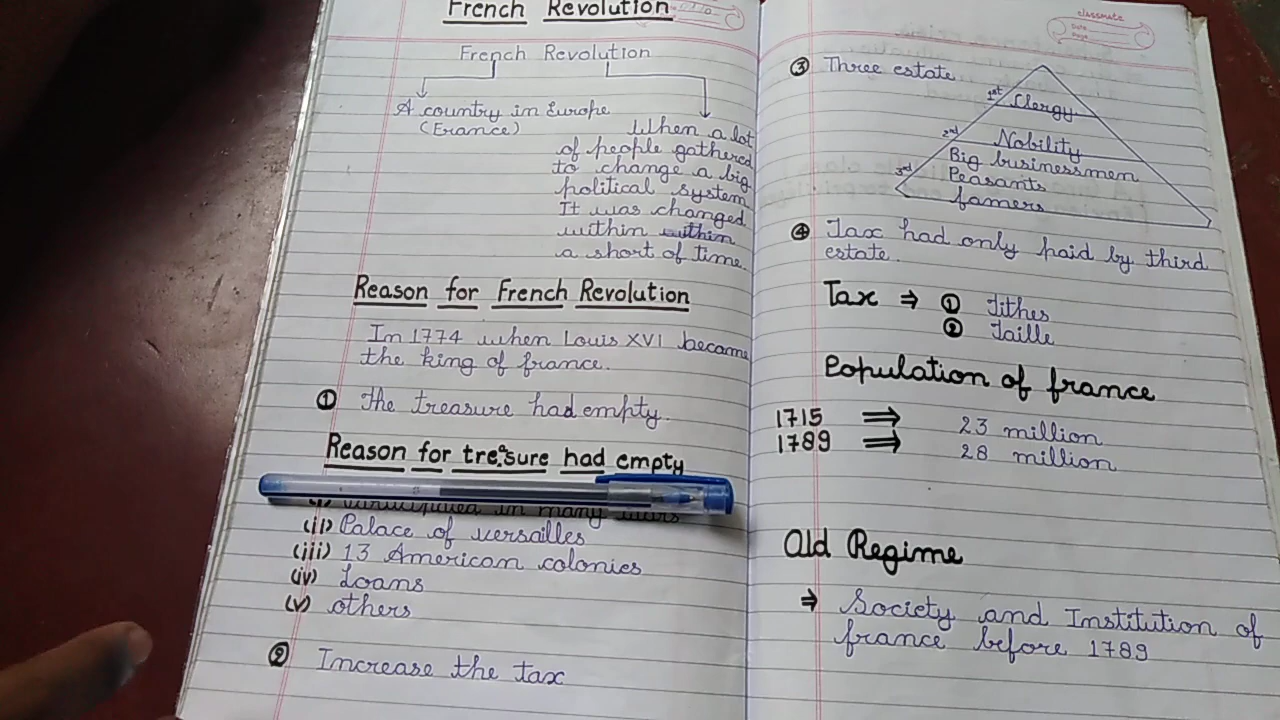 French Revolution
French Revolution
A country in Europe
(France)
When a lot
of people gathered
to change a big
political system
It was changed
within within
a short of time.
Reason for French Revolution
In 1774 when Louis XVI became
the king of france.
① the treasure had empty.
Reason for treasure had empty
(i) participated in many wars
(ii) Palace of versailles
(iii) 13 American colonies
(iv) Loans
(v) others
② Increase the tax
classmate
Date
Page
③ Three estate
1st Clergy
2nd Nobility
Big businessmen
3rd Peasants
famers
④ Tax had only paid by third
estate.
Tax ⇒ ① Tithes
② Taille
Population of france
1715 ⇒ 23 million
1789 ⇒ 28 million
Old Regime
⇒ Society and Institution of
france before 1789